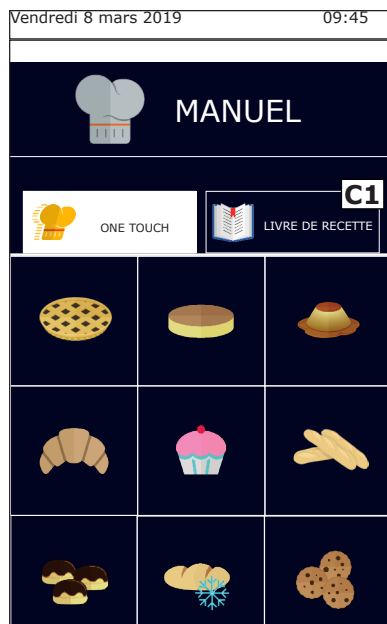 Vendredi 8 mars 2019 09:45
MANUEL
C1
ONE TOUCH
LIVRE DE RECETTE